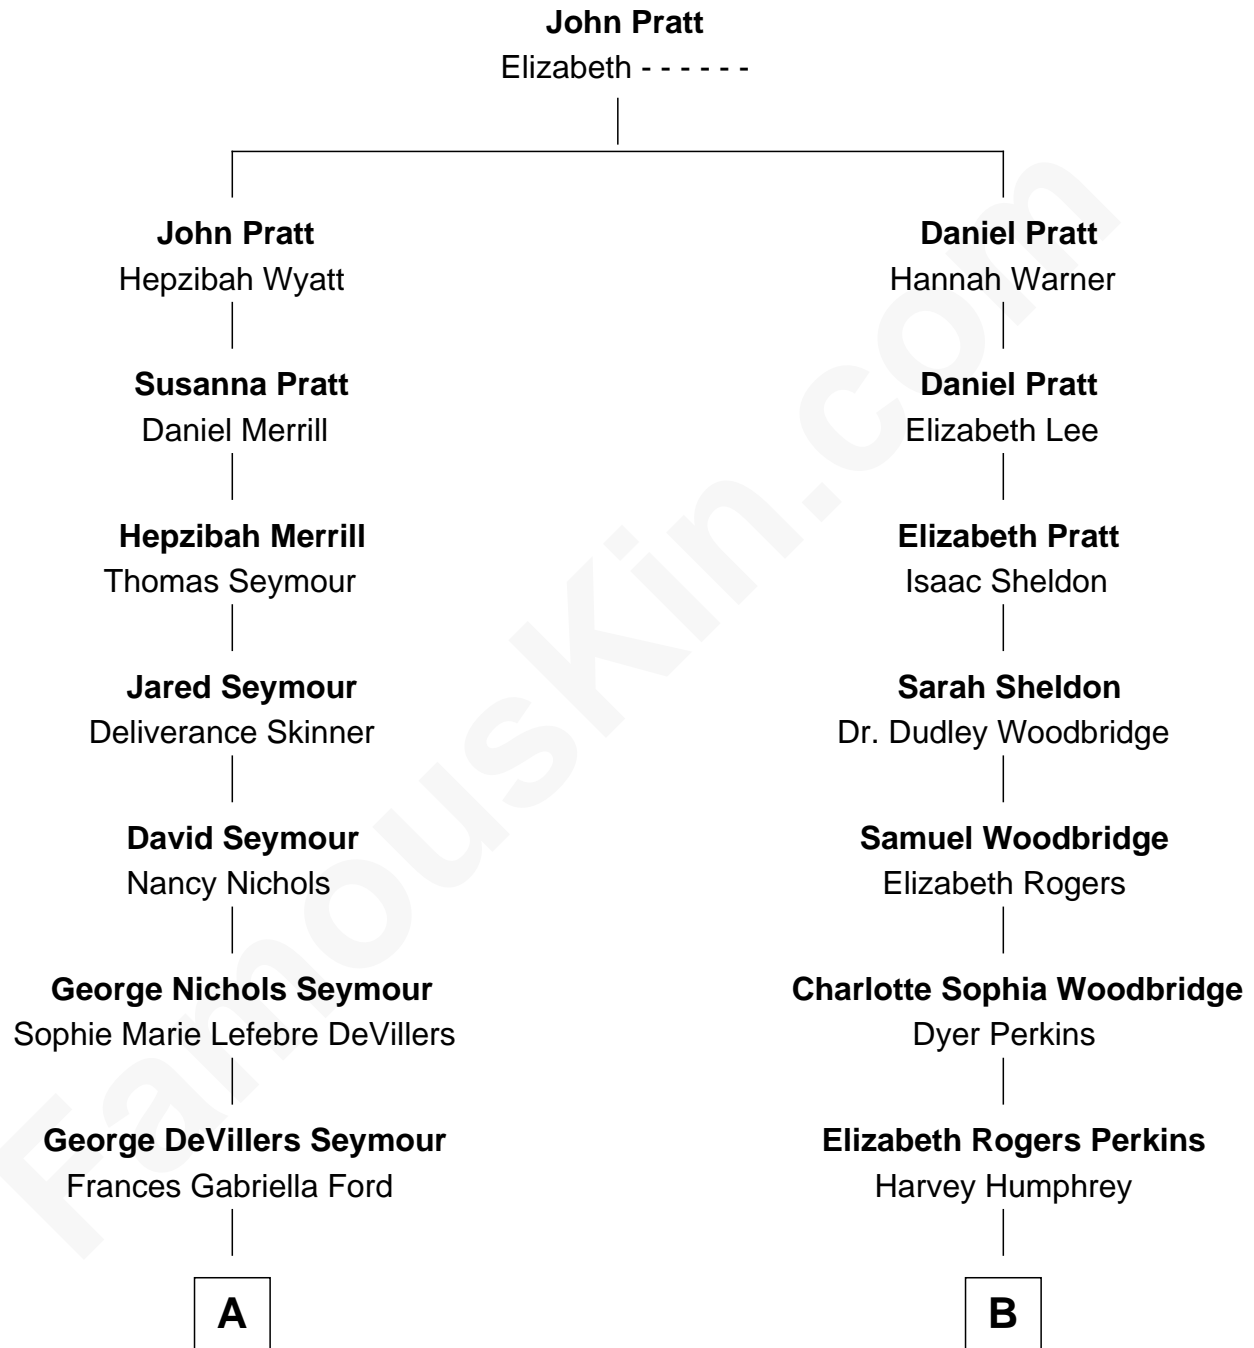 John Pratt
Elizabeth - - - - - -
John Pratt
Hepzibah Wyatt
Daniel Pratt
Hannah Warner
Susanna Pratt
Daniel Merrill
Daniel Pratt
Elizabeth Lee
Hepzibah Merrill
Thomas Seymour
Elizabeth Pratt
Isaac Sheldon
Jared Seymour
Deliverance Skinner
Sarah Sheldon
Dr. Dudley Woodbridge
David Seymour
Nancy Nichols
Samuel Woodbridge
Elizabeth Rogers
George Nichols Seymour
Sophie Marie Lefebre DeVillers
Charlotte Sophia Woodbridge
Dyer Perkins
George DeVillers Seymour
Frances Gabriella Ford
Elizabeth Rogers Perkins
Harvey Humphrey
A
B
FamousKin.com